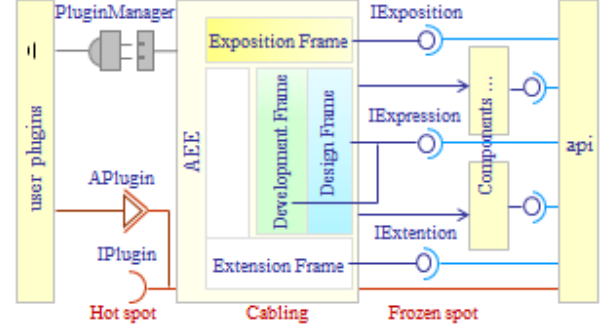 PluginManager
IExposition
Exposition Frame
Components ...
user plugins
AEE
Development Frame
Design Frame
IExpression
api
APlugin
IPlugin
IExtention
Extension Frame
Hot spot
Cabling
Frozen spot